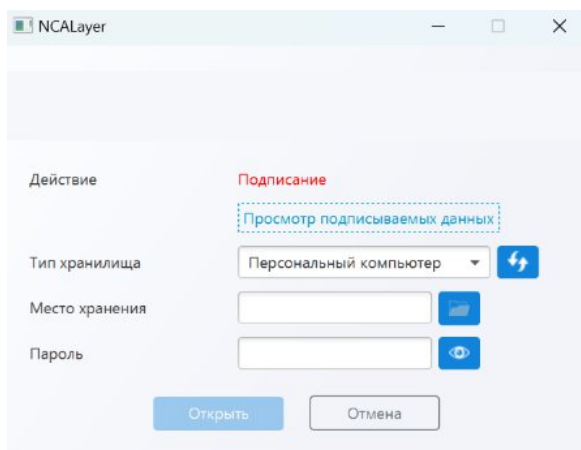 NCALayer
Действие Подписание
Просмотр подписываемых данных
Тип хранилища Персональный компьютер
Место хранения
Пароль
Открыть Отмена